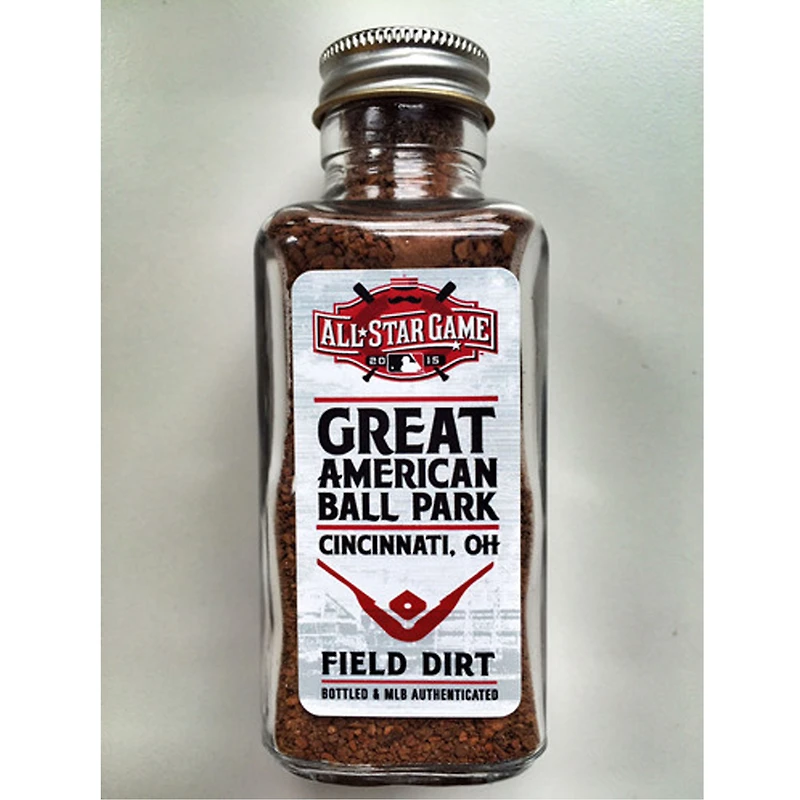 ALL★STAR GAME
20 15
GREAT
AMERICAN
BALL PARK
CINCINNATI, OH
FIELD DIRT
BOTTLED & MLB AUTHENTICATED